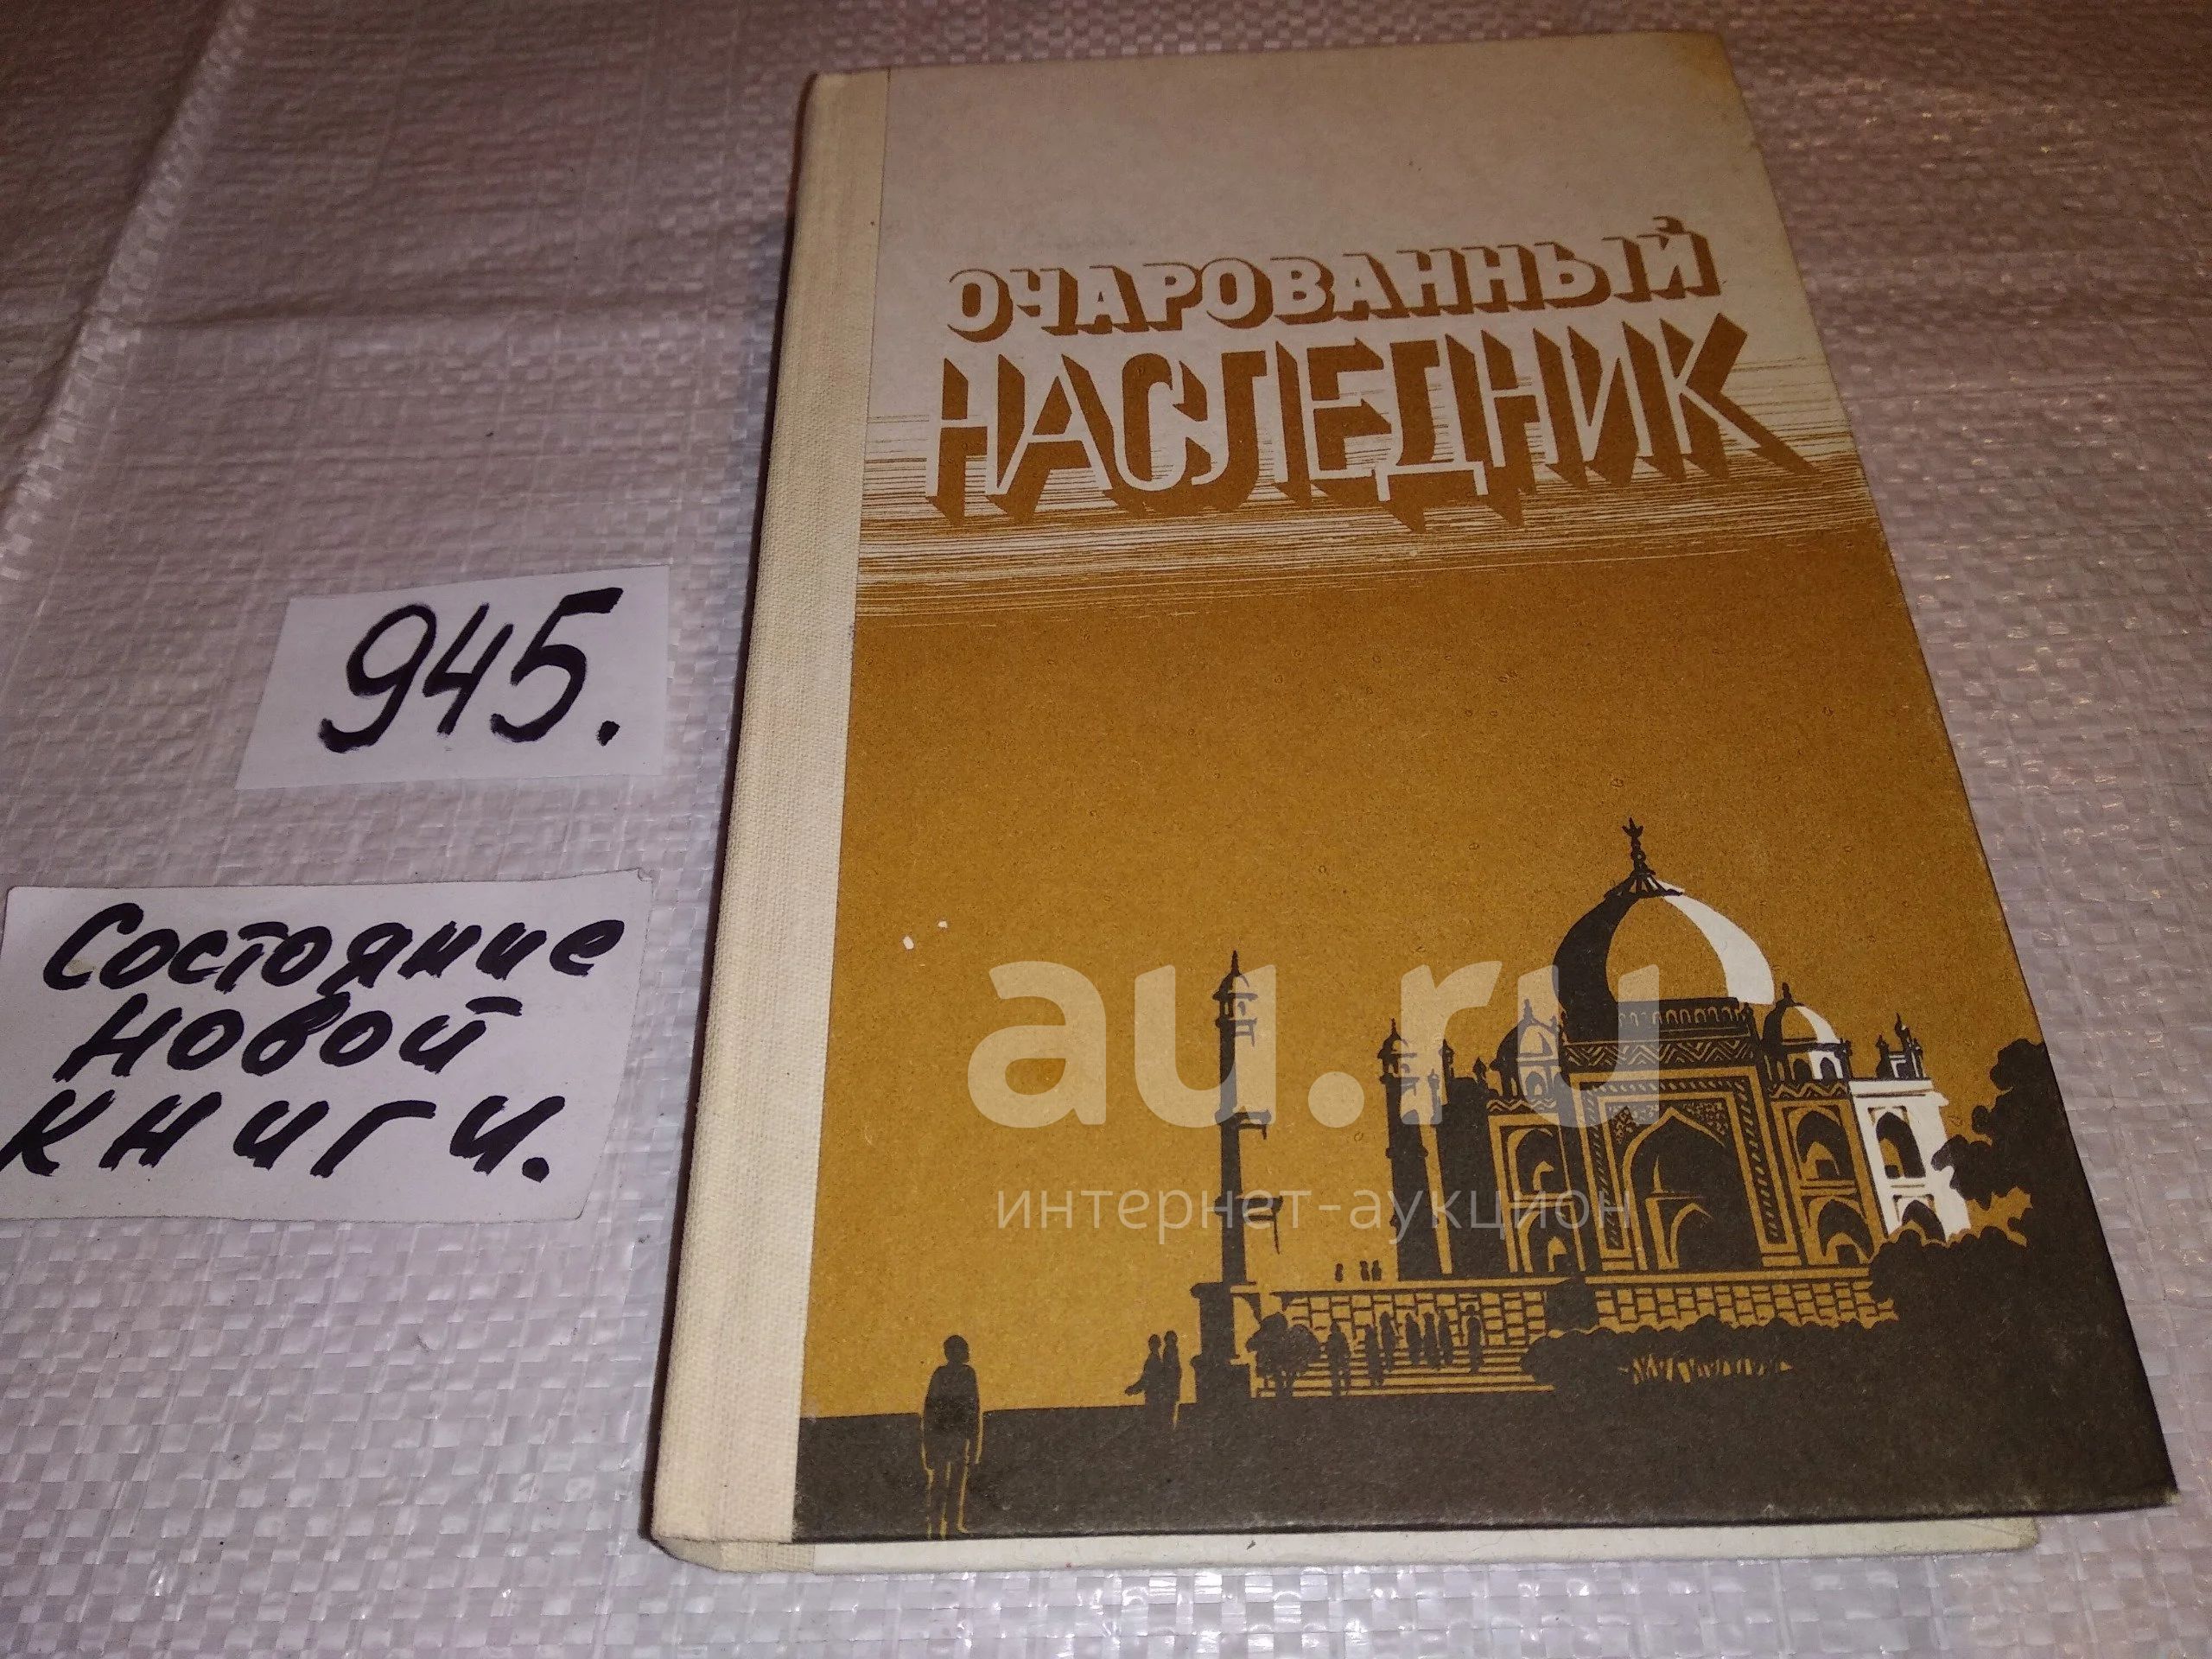 ОЧАРОВАННЫЙ
НАСЛЕДНИК
945.
Состояние
новой
книги.
au.ru
интернет-аукцион